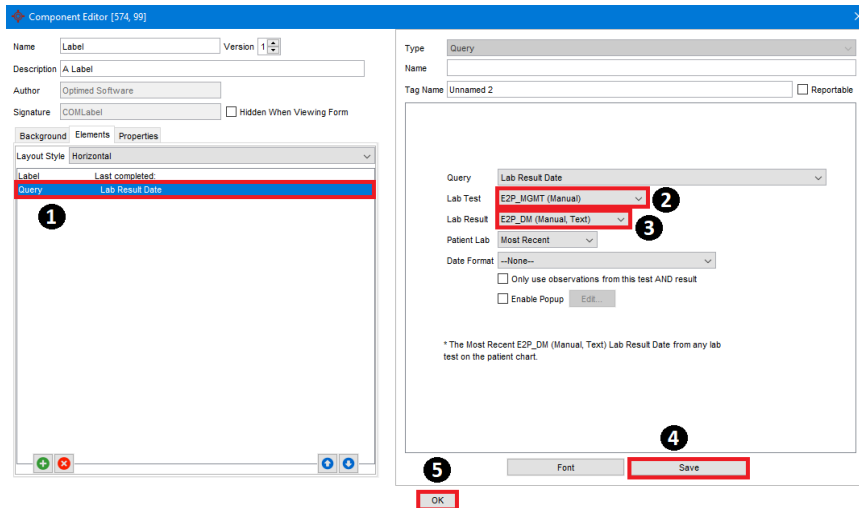 Component Editor [574, 99]
Name Label Version 1
Description A Label
Author Optimed Software
Signature COMLabel Hidden When Viewing Form
Background Elements Properties
Layout Style Horizontal
Label Last completed:
Query Lab Result Date
1
Type Query
Name
Tag Name Unnamed 2 Reportable
Query Lab Result Date
Lab Test E2P_MGMT (Manual) 2
Lab Result E2P_DM (Manual, Text) 3
Patient Lab Most Recent
Date Format --None--
Only use observations from this test AND result
Enable Popup Edit...
* The Most Recent E2P_DM (Manual, Text) Lab Result Date from any lab
test on the patient chart.
4
Font Save
5
OK